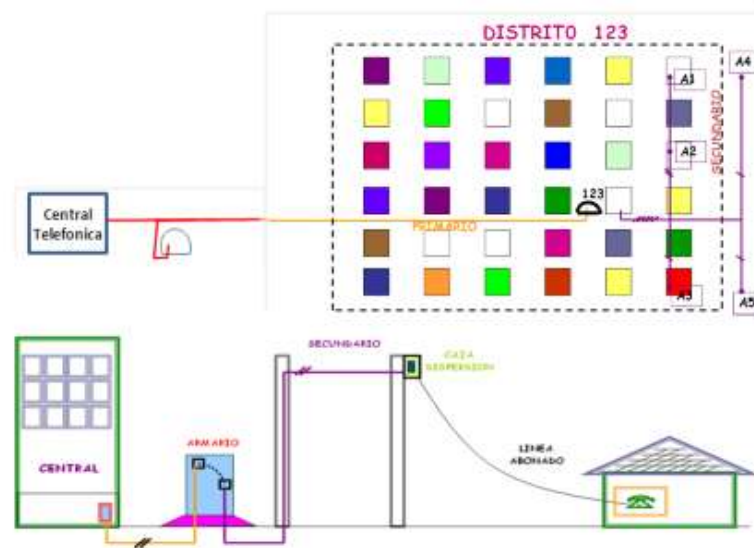 DISTRITO 123
A4
A1
SECUNDARIO
A2
123
Central
Telefonica
PRIMARIO
A3
A5
SECUNDARIO
CAJA
DISPERSION
ARMARIO
LINEA
ABONADO
CENTRAL